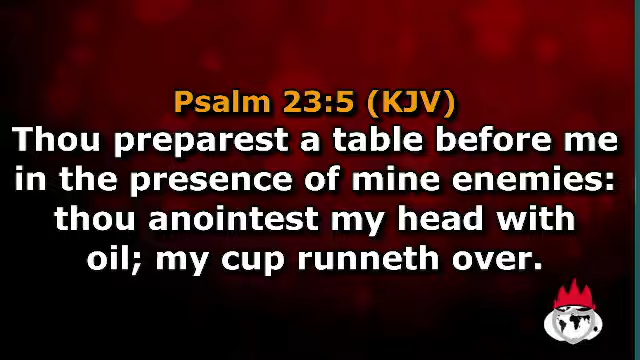 Psalm 23:5 (KJV)
Thou preparest a table before me
in the presence of mine enemies:
thou anointest my head with
oil; my cup runneth over.